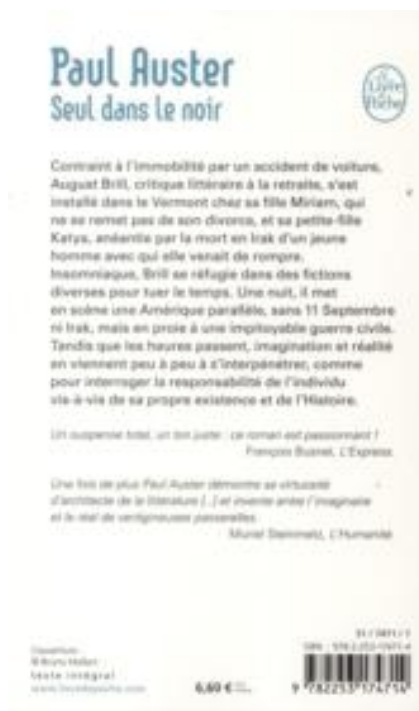 Paul Auster
Seul dans le noir
Le Livre de Poche
Contraint à l'immobilité par un accident de voiture,
August Brill, critique littéraire à la retraite, s'est
installé dans le Vermont chez sa fille Miriam, qui
ne se remet pas de son divorce, et sa petite-fille
Katya, anéantie par la mort en Irak d'un jeune
homme avec qui elle venait de rompre.
Insomniaque, Brill se réfugie dans des fictions
diverses pour tuer le temps. Une nuit, il met
en scène une Amérique parallèle, sans 11 Septembre
ni Irak, mais en proie à une impitoyable guerre civile.
Tandis que les heures passent, imagination et réalité
en viennent peu à peu à s'interpénétrer, comme
pour interroger la responsabilité de l'individu
vis-à-vis de sa propre existence et de l'Histoire.
Un suspense total, un ton juste : ce roman est passionnant !
François Busnel, L'Express
Une fois de plus Paul Auster démontre sa virtuosité
d'architecte de la littérature [...] et invente entre l'imaginaire
et le réel de vertigineuses passerelles.
Muriel Steinmetz, L'Humanité
Couverture :
texte intégral
www.livredepoche.com
6,60 €
9 782253 174714